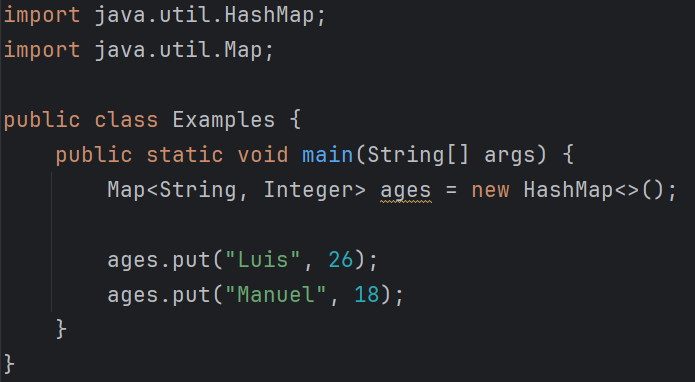 import java.util.HashMap;
import java.util.Map;
public class Examples {
public static void main(String[] args) {
Map<String, Integer> ages = new HashMap<>();
ages.put("Luis", 26);
ages.put("Manuel", 18);
}
}